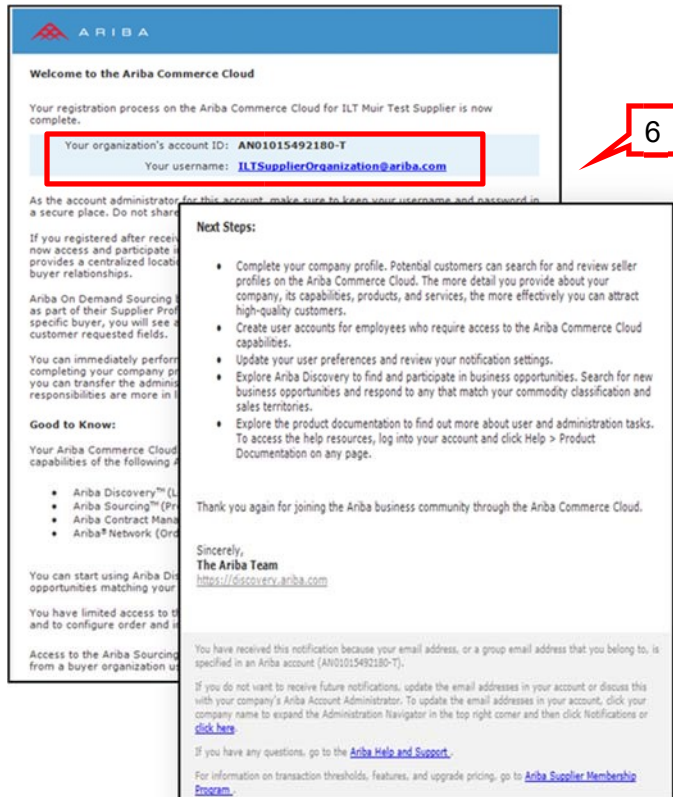 ARIBA
Welcome to the Ariba Commerce Cloud
Your registration process on the Ariba Commerce Cloud for ILT Muir Test Supplier is now
complete.
Your organization's account ID: AN01015492180-T
Your username: ILTSupplierOrganization@ariba.com
6
As the account administrator for this account, make sure to keep your username and password in
a secure place. Do not share
If you registered after
now access and participate
provides a centralized
buyer relationships.
Ariba On Demand Sourcing
as part of their Supplier
specific buyer, you will see
customer requested fields.
You can immediately perform
completing your company
you can transfer the
responsibilities are more in
Good to Know:
Your Ariba Commerce Cloud
capabilities of the following
• Ariba Discovery™ (L
• Ariba Sourcing™ (Pr
• Ariba Contract Mana
• Ariba® Network (Ord
You can start using Ariba Dis
opportunities matching your
You have limited access to
and to configure order and
Access to the Ariba Sourcing
from a buyer organization
Next Steps:
• Complete your company profile. Potential customers can search for and review seller
profiles on the Ariba Commerce Cloud. The more detail you provide about your
company, its capabilities, products, and services, the more effectively you can attract
high-quality customers.
• Create user accounts for employees who require access to the Ariba Commerce Cloud
capabilities.
• Update your user preferences and review your notification settings.
• Explore Ariba Discovery to find and participate in business opportunities. Search for new
business opportunities and respond to any that match your commodity classification and
sales territories.
• Explore the product documentation to find out more about user and administration tasks.
To access the help resources, log into your account and click Help > Product
Documentation on any page.
Thank you again for joining the Ariba business community through the Ariba Commerce Cloud.
Sincerely,
The Ariba Team
https://discovery.ariba.com
You have received this notification because your email address, or a group email address that you belong to, is
specified in an Ariba account (AN01015492180-T).
If you do not want to receive future notifications, update the email addresses in your account or discuss this
with your company's Ariba Account Administrator. To update the email addresses in your account, click your
company name to expand the Administration Navigator in the top right corner and then click Notifications or
click here.
If you have any questions, go to the Ariba Help and Support .
For information on transaction thresholds, features, and upgrade pricing, go to Ariba Supplier Membership
Program .